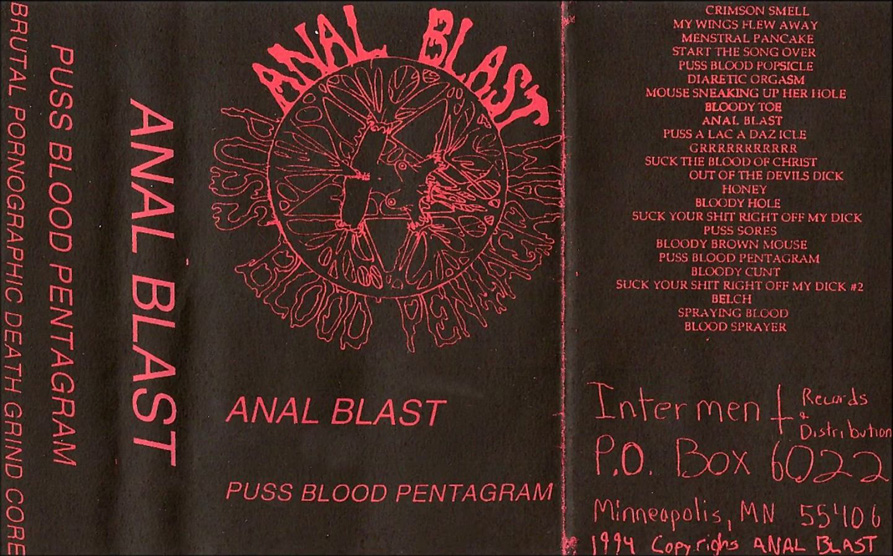 BRUTAL PORNOGRAPHIC DEATH GRIND CORE
PUSS BLOOD PENTAGRAM
ANAL BLAST
ANAL BLAST
PUSS BLOOD PENTAGRAM
ANAL BLAST
PUSS BLOOD PENTAGRAM
CRIMSON SMELL
MY WINGS FLEW AWAY
MENSTRAL PANCAKE
START THE SONG OVER
PUSS BLOOD POPSICLE
DIARETIC ORGASM
MOUSE SNEAKING UP HER HOLE
BLOODY TOE
ANAL BLAST
PUSS A LAC A DAZ ICLE
GRRRRRRRRRRR
SUCK THE BLOOD OF CHRIST
OUT OF THE DEVILS DICK
HONEY
BLOODY HOLE
SUCK YOUR SHIT RIGHT OFF MY DICK
PUSS SORES
BLOODY BROWN MOUSE
PUSS BLOOD PENTAGRAM
BLOODY CUNT
SUCK YOUR SHIT RIGHT OFF MY DICK #2
BELCH
SPRAYING BLOOD
BLOOD SPRAYER
Interment Records
& Distribution
P.O. Box 6022
Minneapolis, MN 55406
1994 Copyrighs ANAL BLAST